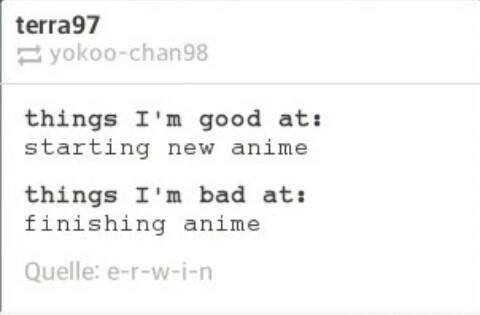 terra97
yokoo-chan98
things I'm good at:
starting new anime
things I'm bad at:
finishing anime
Quelle: e-r-w-i-n